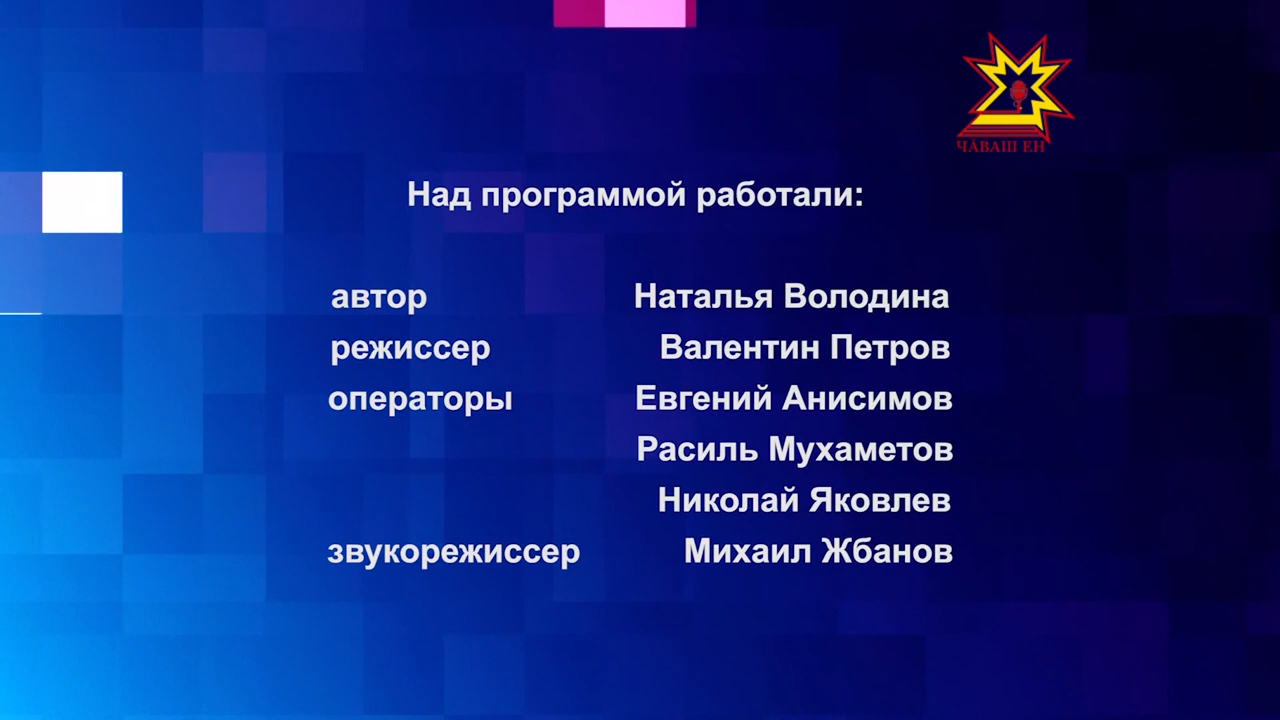 ЧĂВАШ ЕН
Над программой работали:
автор Наталья Володина
режиссер Валентин Петров
операторы Евгений Анисимов
Расиль Мухаметов
Николай Яковлев
звукорежиссер Михаил Жбанов